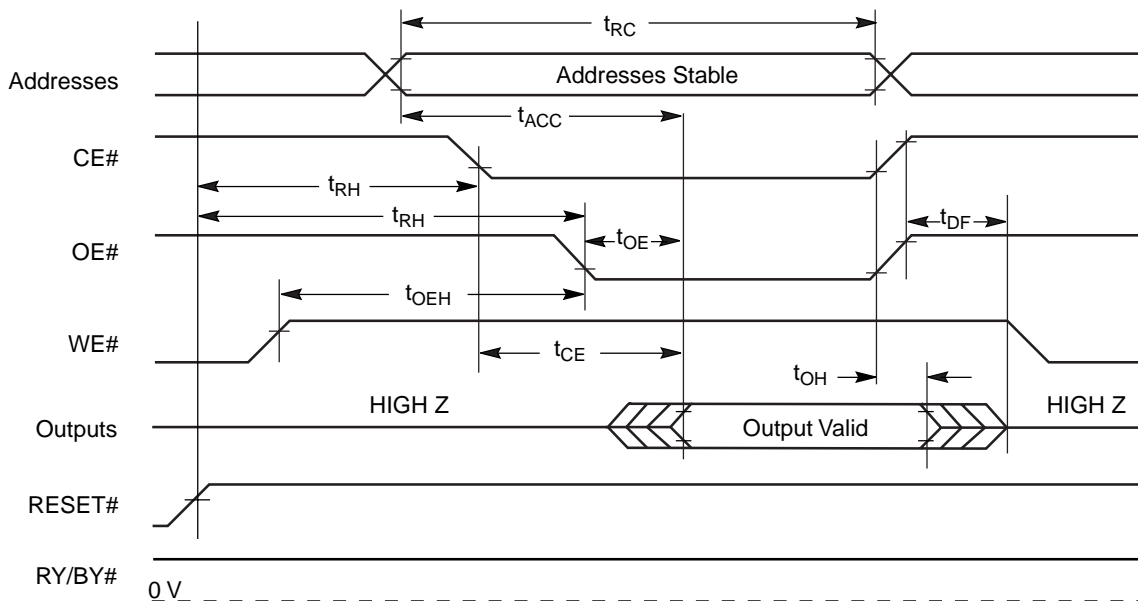 tRC
Addresses
Addresses Stable
tACC
CE#
tRH
tRH
tDF
OE#
tOE
tOEH
WE#
tCE
tOH
HIGH Z
HIGH Z
Outputs
Output Valid
RESET#
RY/BY#
0 V